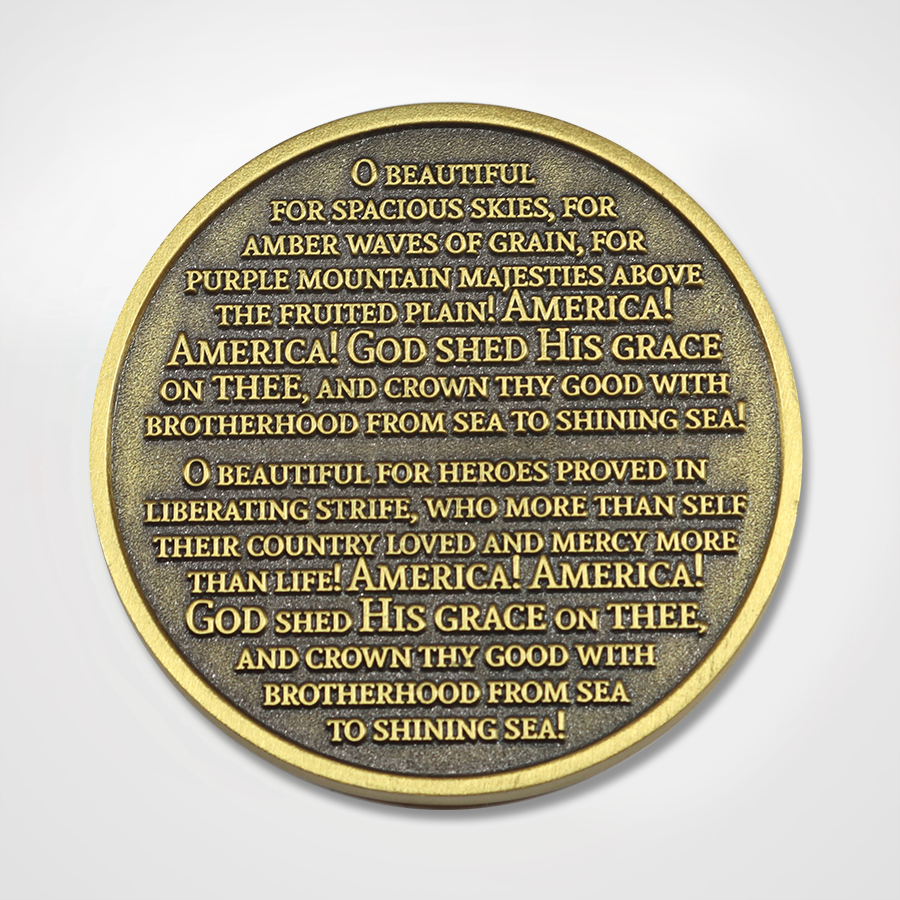 O BEAUTIFUL
FOR SPACIOUS SKIES, FOR
AMBER WAVES OF GRAIN, FOR
PURPLE MOUNTAIN MAJESTIES ABOVE
THE FRUITED PLAIN! AMERICA!
AMERICA! GOD SHED HIS GRACE
ON THEE, AND CROWN THY GOOD WITH
BROTHERHOOD FROM SEA TO SHINING SEA!
O BEAUTIFUL FOR HEROES PROVED IN
LIBERATING STRIFE, WHO MORE THAN SELF
THEIR COUNTRY LOVED AND MERCY MORE
THAN LIFE! AMERICA! AMERICA!
GOD SHED HIS GRACE ON THEE,
AND CROWN THY GOOD WITH
BROTHERHOOD FROM SEA
TO SHINING SEA!